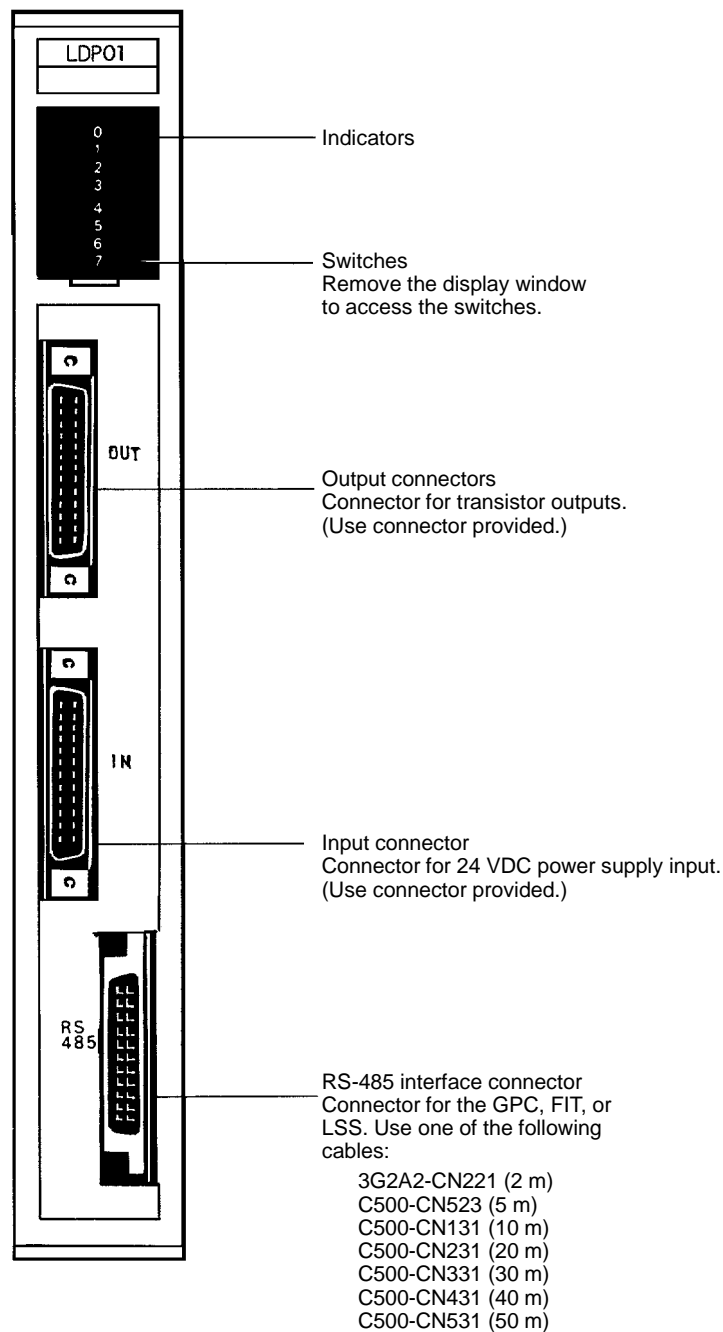 LDP01
0
1
2
3
4
5
6
7
Indicators
Switches
Remove the display window
to access the switches.
C
OUT
C
Output connectors
Connector for transistor outputs.
(Use connector provided.)
C
IN
C
Input connector
Connector for 24 VDC power supply input.
(Use connector provided.)
RS
485
RS-485 interface connector
Connector for the GPC, FIT, or
LSS. Use one of the following
cables:
3G2A2-CN221 (2 m)
C500-CN523 (5 m)
C500-CN131 (10 m)
C500-CN231 (20 m)
C500-CN331 (30 m)
C500-CN431 (40 m)
C500-CN531 (50 m)